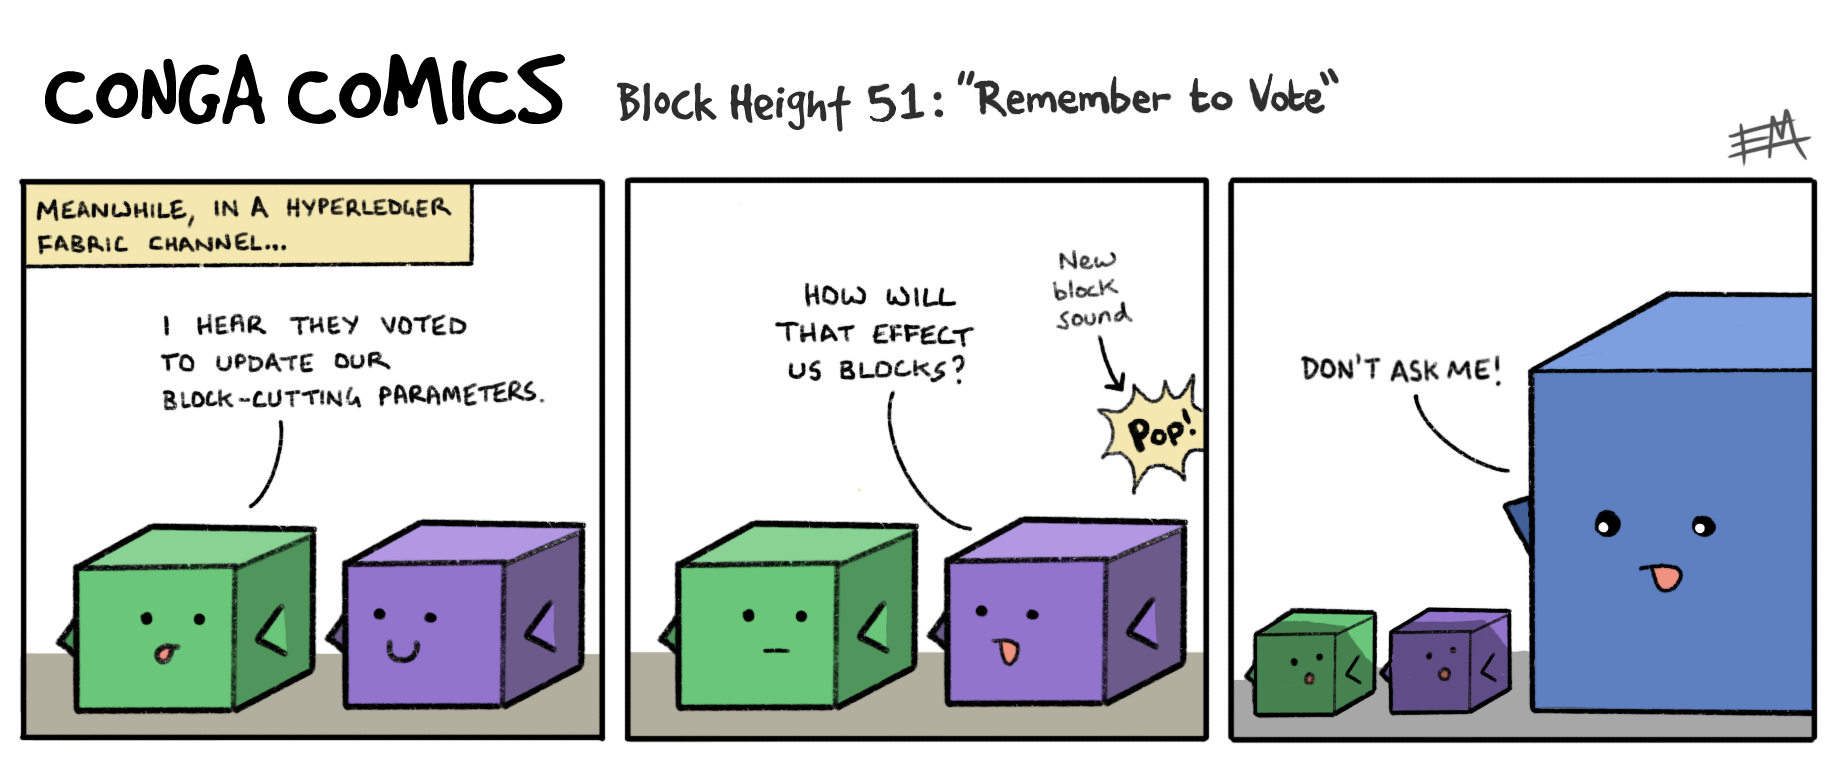 CONGA COMICS Block Height 51: "Remember to Vote"
EM
MEANWHILE, IN A HYPERLEDGER
FABRIC CHANNEL...
I HEAR THEY VOTED
TO UPDATE OUR
BLOCK-CUTTING PARAMETERS.
HOW WILL
THAT EFFECT
US BLOCKS?
New
block
sound
POP!
DON'T ASK ME!